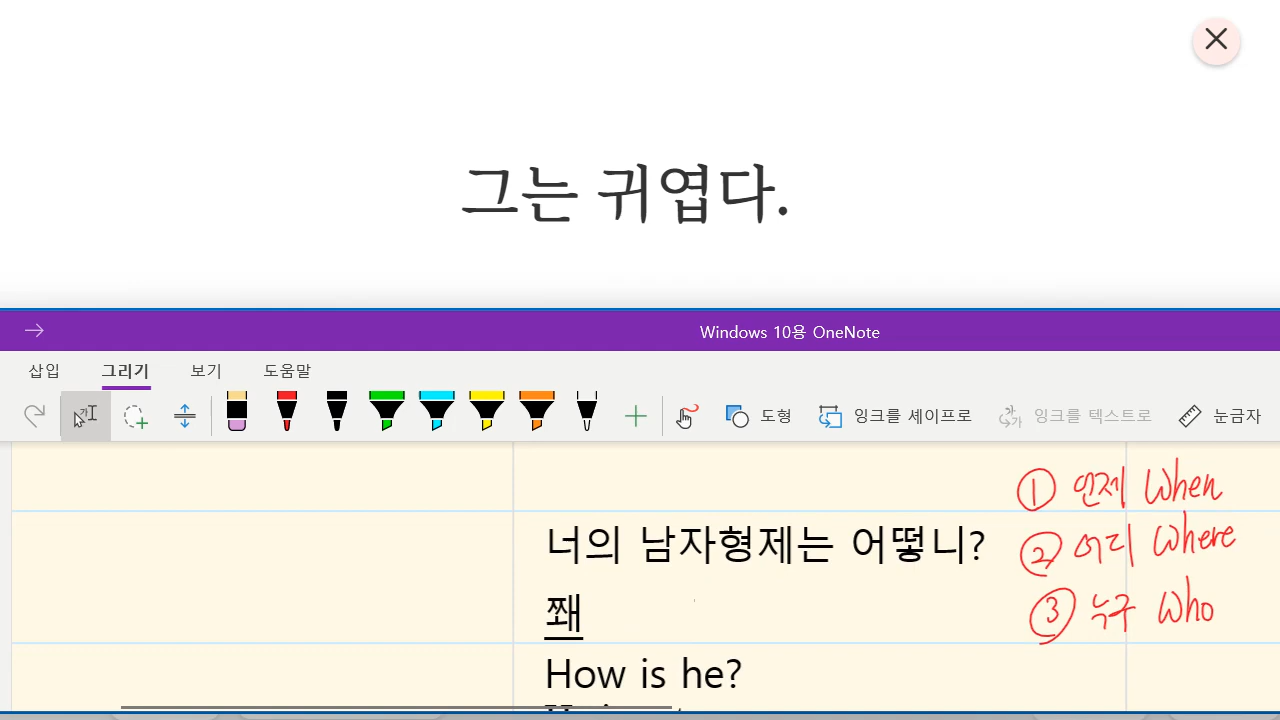 그는 귀엽다.
Windows 10용 OneNote
삽입 그리기 보기 도움말
도형 잉크를 셰이프로 잉크를 텍스트로 눈금자
① 언제 When
너의 남자형제는 어떻니?
② 어디 Where
쫴
③ 누구 Who
How is he?